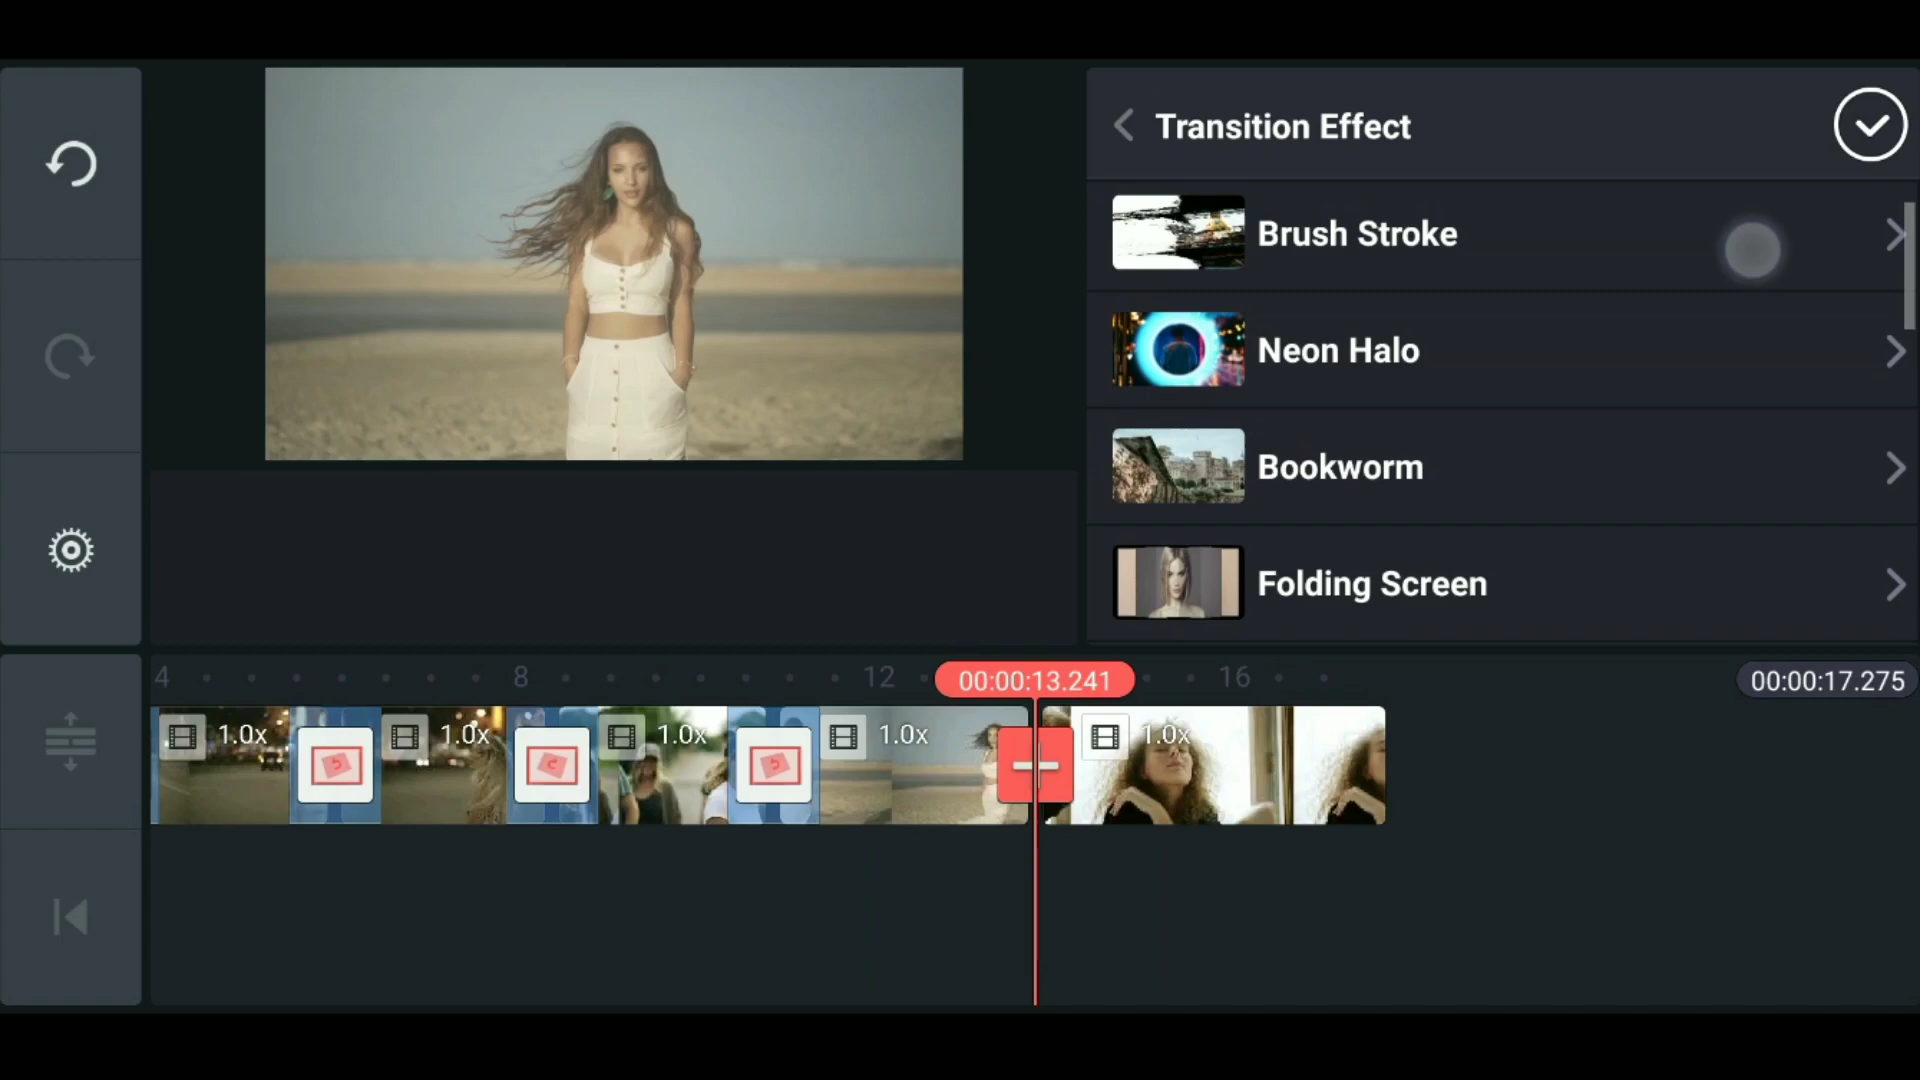 Transition Effect
Brush Stroke
Neon Halo
Bookworm
Folding Screen
4
8
12
00:00:13.241
16
00:00:17.275
1.0x
1.0x
1.0x
1.0x
1.0x